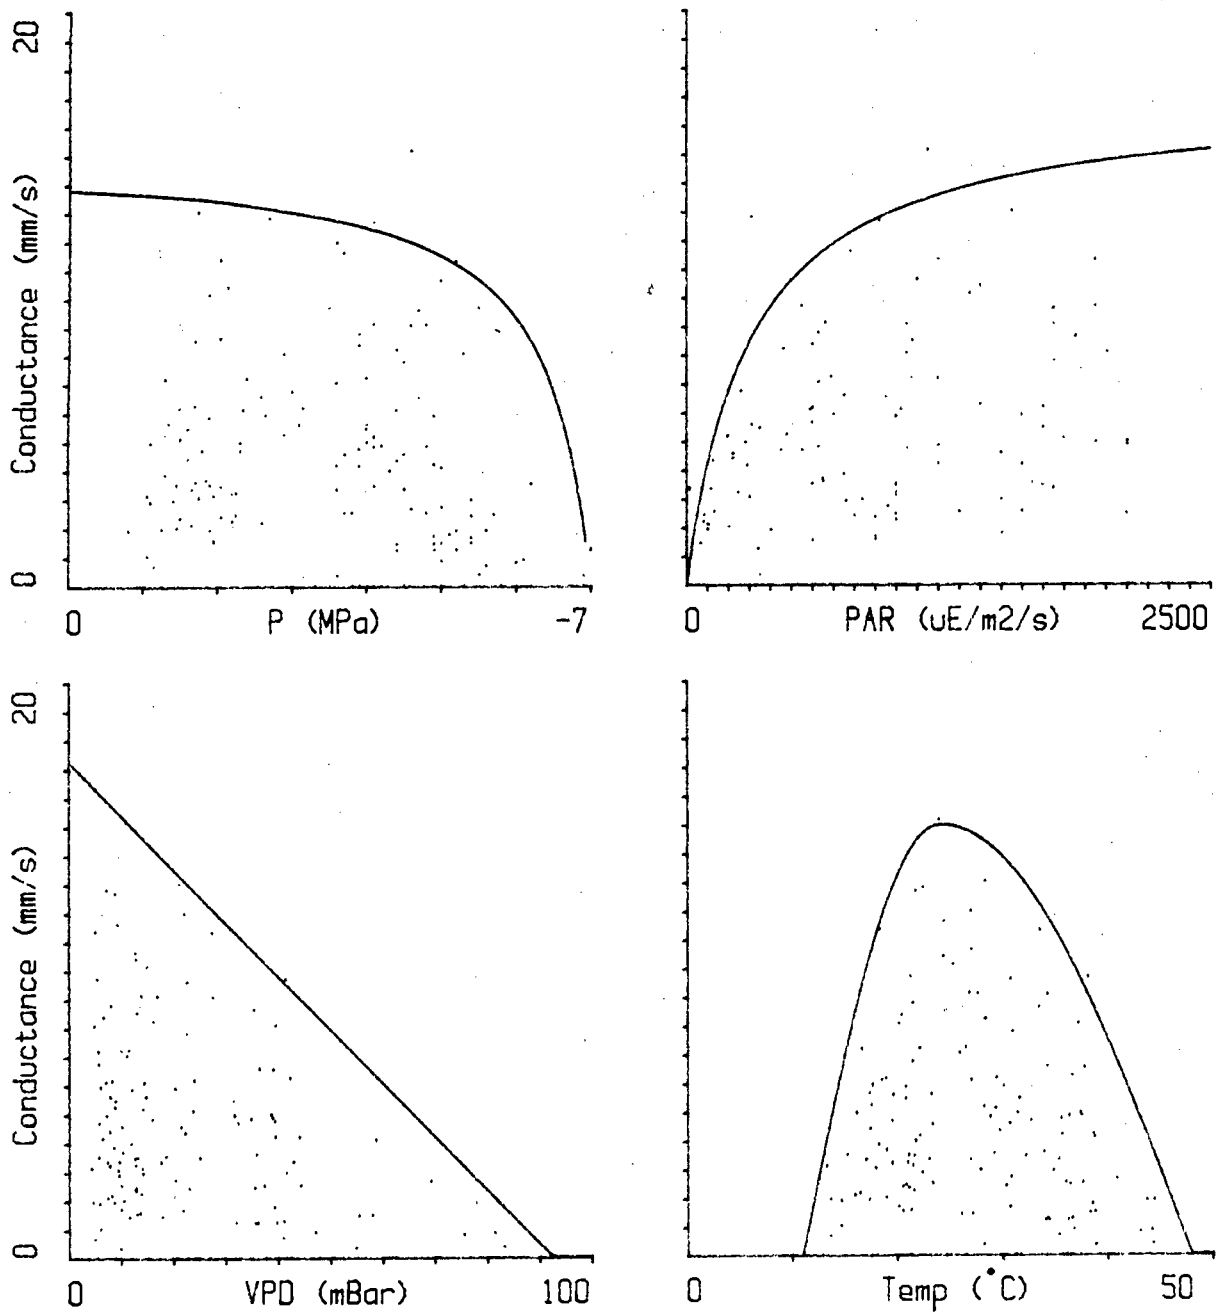 20
Conductance (mm/s)
0
0 P (MPa) -7
0 PAR (uE/m2/s) 2500
20
Conductance (mm/s)
0
0 VPD (mBar) 100
0 Temp (°C) 50